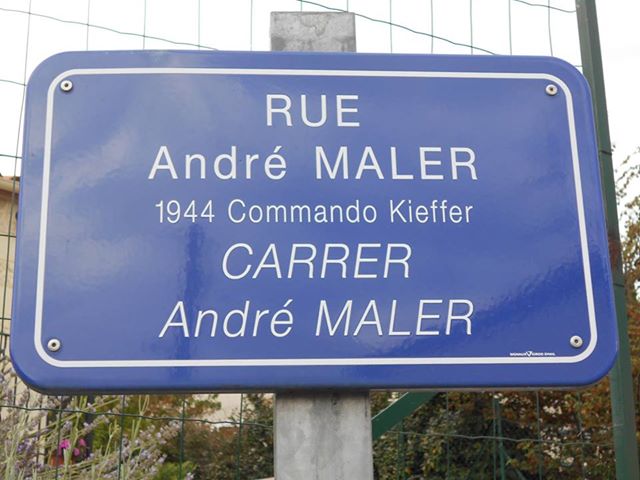 RUE
André MALER
1944 Commando Kieffer
CARRER
André MALER